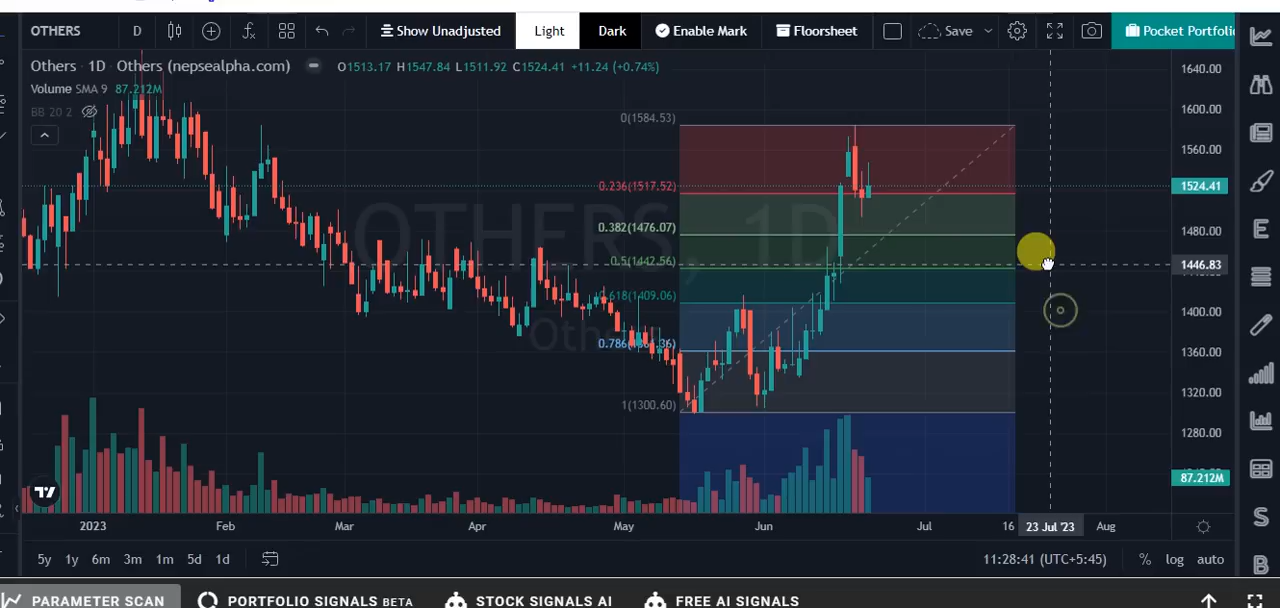 OTHERS D Show Unadjusted Light Dark Enable Mark Floorsheet Save Pocket Portfoli
Others · 1D Others (nepsealpha.com) O1513.17 H1547.84 L1511.92 C1524.41 +11.24 (+0.74%)
Volume SMA 9 87.212M
BB 20 2
OTHERS, 1D
Others
0(1584.53)
0.236(1517.52)
0.382(1476.07)
0.5(1442.56)
0.618(1409.06)
1(1300.60)
1640.00
1600.00
1560.00
1524.41
1480.00
1446.83
1400.00
1360.00
1320.00
1280.00
87.212M
2023 Feb Mar Apr May Jun Jul 16 23 Jul '23 Aug
5y 1y 6m 3m 1m 5d 1d 11:28:41 (UTC+5:45) % log auto
PARAMETER SCAN PORTFOLIO SIGNALS BETA STOCK SIGNALS AI FREE AI SIGNALS